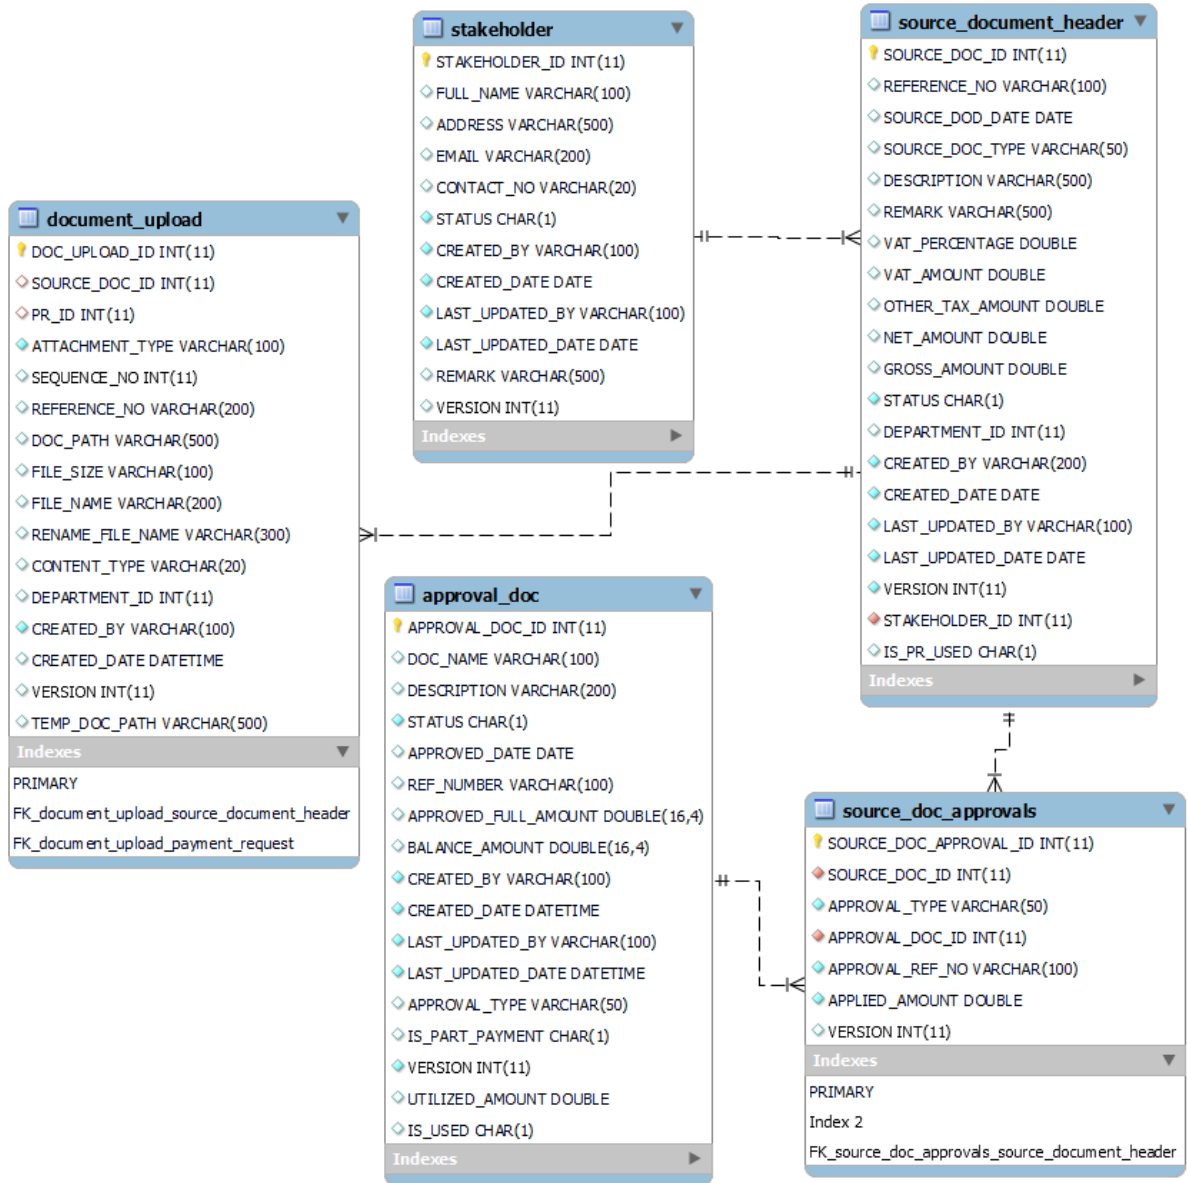 stakeholder
STAKEHOLDER_ID INT(11)
FULL_NAME VARCHAR(100)
ADDRESS VARCHAR(500)
EMAIL VARCHAR(200)
CONTACT_NO VARCHAR(20)
STATUS CHAR(1)
CREATED_BY VARCHAR(100)
CREATED_DATE DATE
LAST_UPDATED_BY VARCHAR(100)
LAST_UPDATED_DATE DATE
REMARK VARCHAR(500)
VERSION INT(11)
Indexes
source_document_header
SOURCE_DOC_ID INT(11)
REFERENCE_NO VARCHAR(100)
SOURCE_DOD_DATE DATE
SOURCE_DOC_TYPE VARCHAR(50)
DESCRIPTION VARCHAR(500)
REMARK VARCHAR(500)
VAT_PERCENTAGE DOUBLE
VAT_AMOUNT DOUBLE
OTHER_TAX_AMOUNT DOUBLE
NET_AMOUNT DOUBLE
GROSS_AMOUNT DOUBLE
STATUS CHAR(1)
DEPARTMENT_ID INT(11)
CREATED_BY VARCHAR(200)
CREATED_DATE DATE
LAST_UPDATED_BY VARCHAR(100)
LAST_UPDATED_DATE DATE
VERSION INT(11)
STAKEHOLDER_ID INT(11)
IS_PR_USED CHAR(1)
Indexes
document_upload
DOC_UPLOAD_ID INT(11)
SOURCE_DOC_ID INT(11)
PR_ID INT(11)
ATTACHMENT_TYPE VARCHAR(100)
SEQUENCE_NO INT(11)
REFERENCE_NO VARCHAR(200)
DOC_PATH VARCHAR(500)
FILE_SIZE VARCHAR(100)
FILE_NAME VARCHAR(200)
RENAME_FILE_NAME VARCHAR(300)
CONTENT_TYPE VARCHAR(20)
DEPARTMENT_ID INT(11)
CREATED_BY VARCHAR(100)
CREATED_DATE DATETIME
VERSION INT(11)
TEMP_DOC_PATH VARCHAR(500)
Indexes
PRIMARY
FK_document_upload_source_document_header
FK_document_upload_payment_request
approval_doc
APPROVAL_DOC_ID INT(11)
DOC_NAME VARCHAR(100)
DESCRIPTION VARCHAR(200)
STATUS CHAR(1)
APPROVED_DATE DATE
REF_NUMBER VARCHAR(100)
APPROVED_FULL_AMOUNT DOUBLE(16,4)
BALANCE_AMOUNT DOUBLE(16,4)
CREATED_BY VARCHAR(100)
CREATED_DATE DATETIME
LAST_UPDATED_BY VARCHAR(100)
LAST_UPDATED_DATE DATETIME
APPROVAL_TYPE VARCHAR(50)
IS_PART_PAYMENT CHAR(1)
VERSION INT(11)
UTILIZED_AMOUNT DOUBLE
IS_USED CHAR(1)
Indexes
source_doc_approvals
SOURCE_DOC_APPROVAL_ID INT(11)
SOURCE_DOC_ID INT(11)
APPROVAL_TYPE VARCHAR(50)
APPROVAL_DOC_ID INT(11)
APPROVAL_REF_NO VARCHAR(100)
APPLIED_AMOUNT DOUBLE
VERSION INT(11)
Indexes
PRIMARY
Index 2
FK_source_doc_approvals_source_document_header